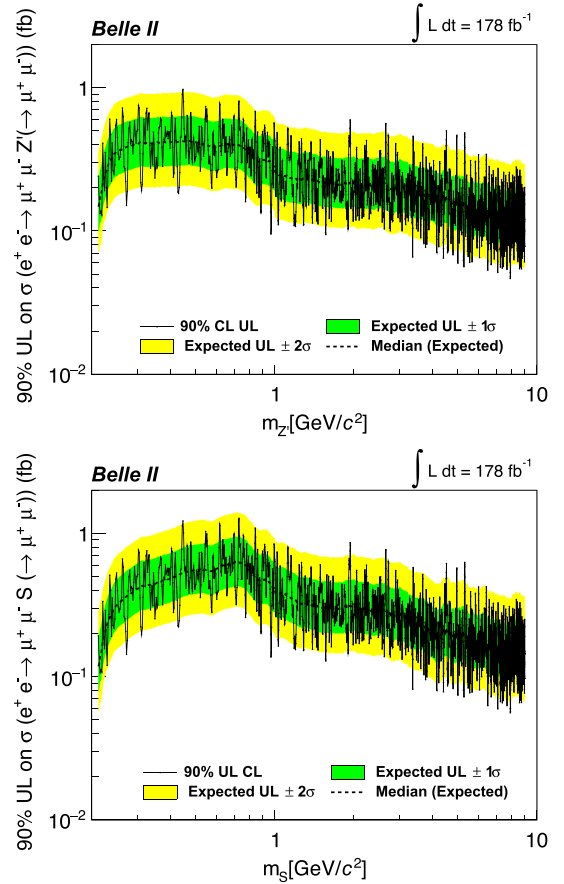 Belle II
∫ L dt = 178 fb⁻¹
90% UL on σ (e⁺ e⁻→ μ⁺ μ⁻ Z'(→ μ⁺ μ⁻)) (fb)
1
10⁻¹
10⁻²
90% CL UL
Expected UL ± 1σ
Expected UL ± 2σ
Median (Expected)
1
10
m_Z'[GeV/c²]
Belle II
∫ L dt = 178 fb⁻¹
90% UL on σ (e⁺ e⁻→ μ⁺ μ⁻ S (→ μ⁺ μ⁻)) (fb)
1
10⁻¹
10⁻²
90% UL CL
Expected UL ± 1σ
Expected UL ± 2σ
Median (Expected)
1
10
m_S[GeV/c²]